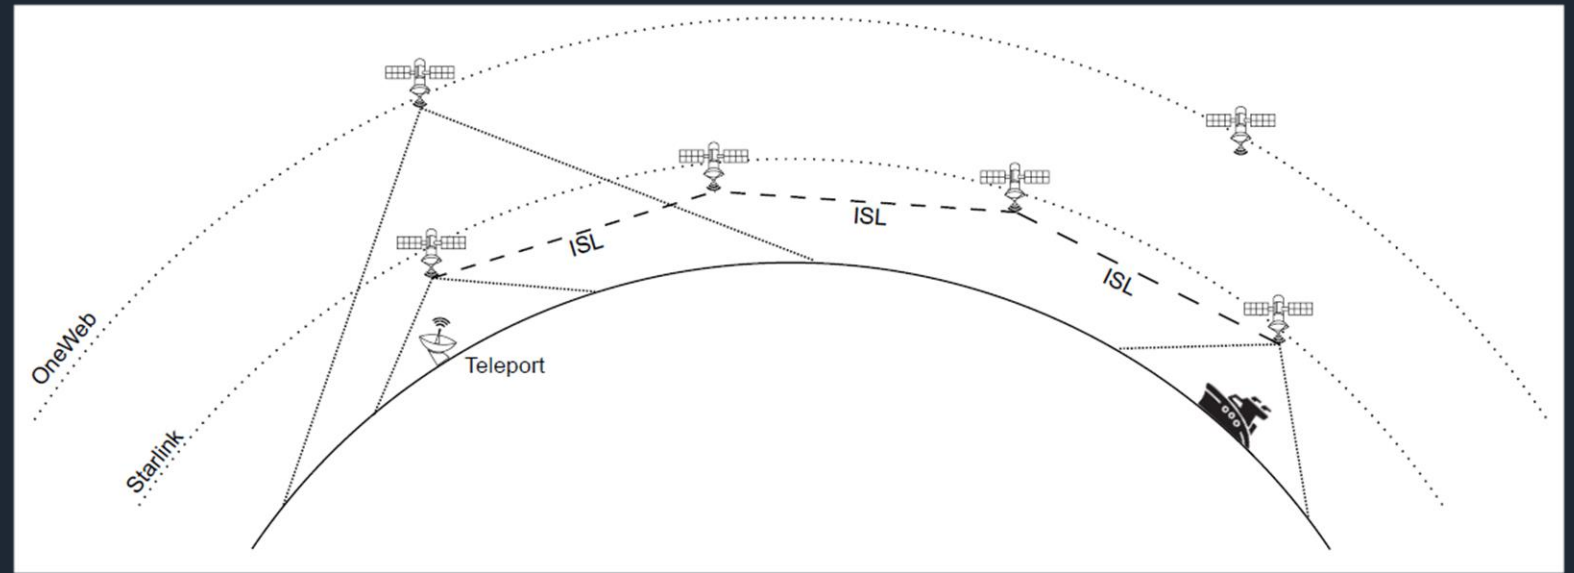 OneWeb
Starlink
ISL
ISL
ISL
Teleport